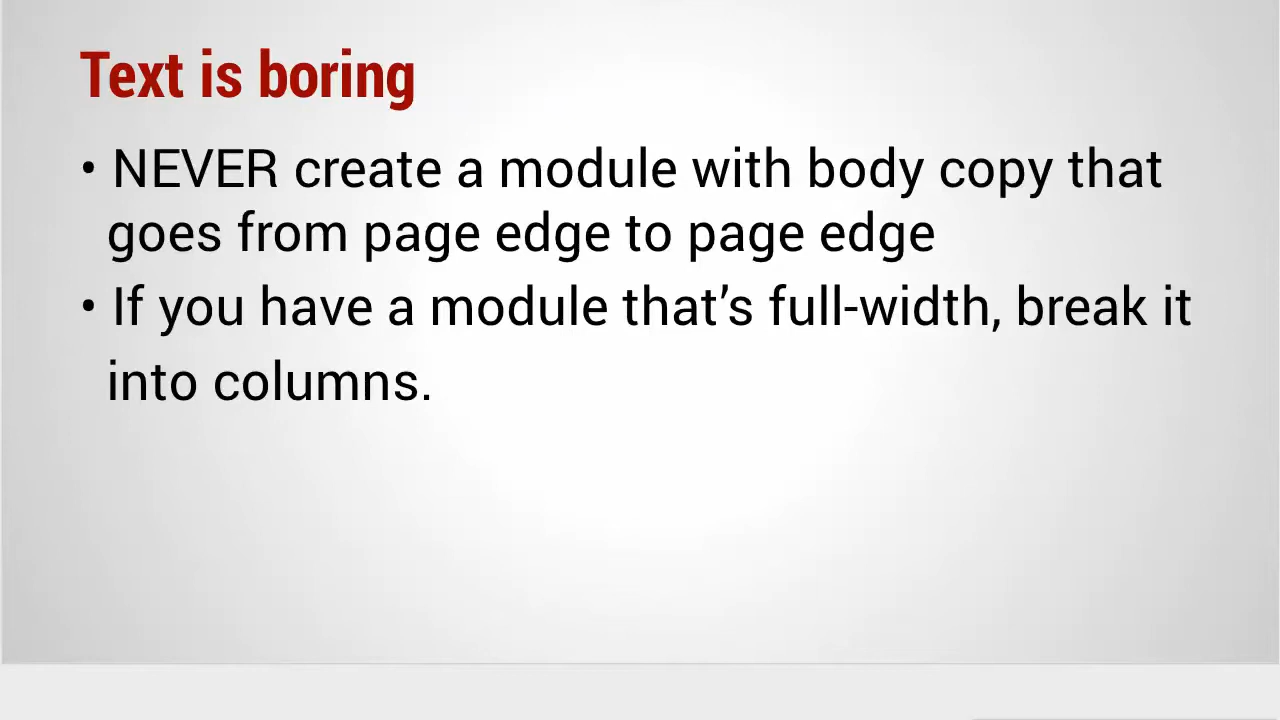 Text is boring
• NEVER create a module with body copy that
goes from page edge to page edge
• If you have a module that’s full-width, break it
into columns.